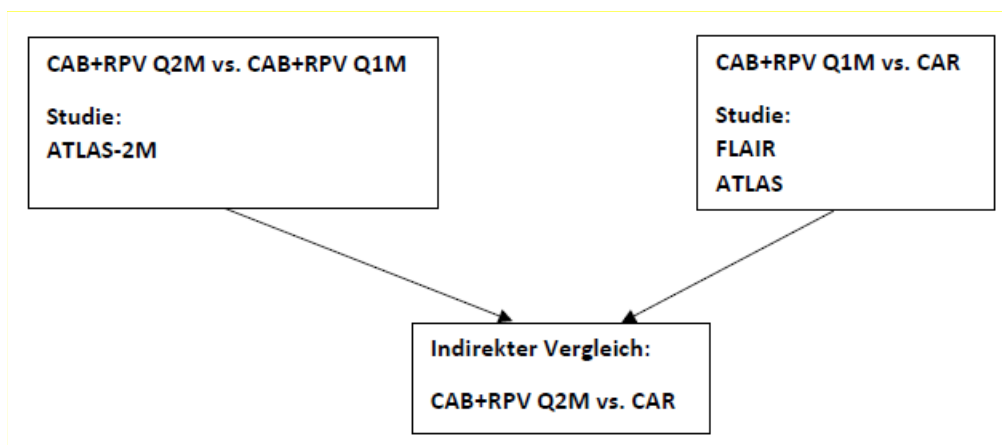 CAB+RPV Q2M vs. CAB+RPV Q1M
Studie:
ATLAS-2M
CAB+RPV Q1M vs. CAR
Studie:
FLAIR
ATLAS
Indirekter Vergleich:
CAB+RPV Q2M vs. CAR